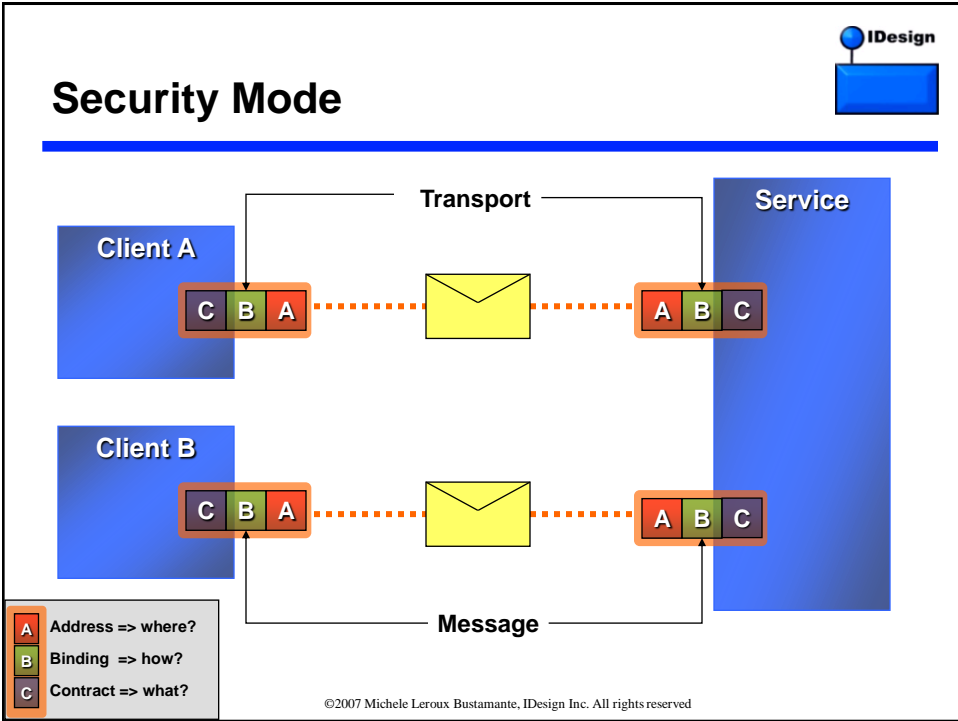 IDesign
Security Mode
Transport
Service
Client A
C B A
A B C
Client B
C B A
A B C
Message
A Address => where?
B Binding => how?
C Contract => what?
©2007 Michele Leroux Bustamante, IDesign Inc. All rights reserved